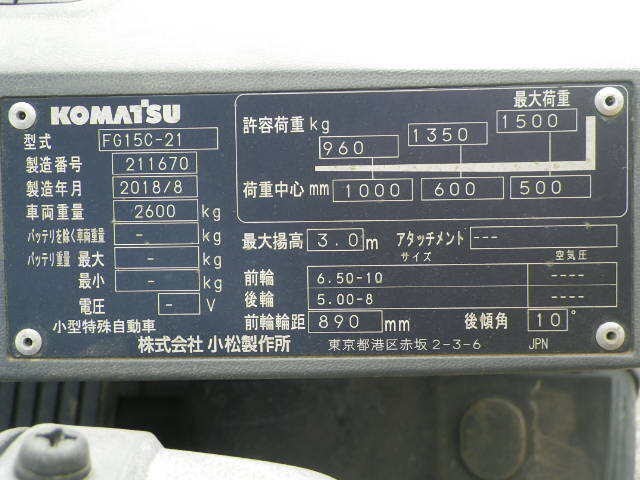 KOMATSU
型式 FG15C-21
製造番号 211670
製造年月 2018/8
車両重量 2600 kg
バッテリを除く車両重量 - kg
バッテリ重量 最大 - kg
最小 - kg
電圧 - V
小型特殊自動車
最大荷重
許容荷重 kg 960 1350 1500
荷重中心 mm 1000 600 500
最大揚高 3.0 m アタッチメント ---
サイズ 空気圧
前輪 6.50-10 ----
後輪 5.00-8 ----
前輪輪距 890 mm 後傾角 10°
株式会社 小松製作所 東京都港区赤坂 2-3-6 JPN